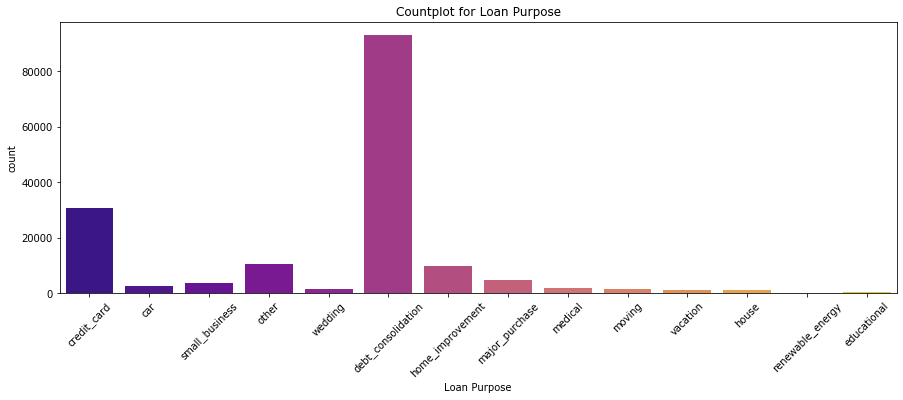 Countplot for Loan Purpose
count
80000
60000
40000
20000
0
credit_card
car
small_business
other
wedding
debt_consolidation
home_improvement
major_purchase
medical
moving
vacation
house
renewable_energy
educational
Loan Purpose